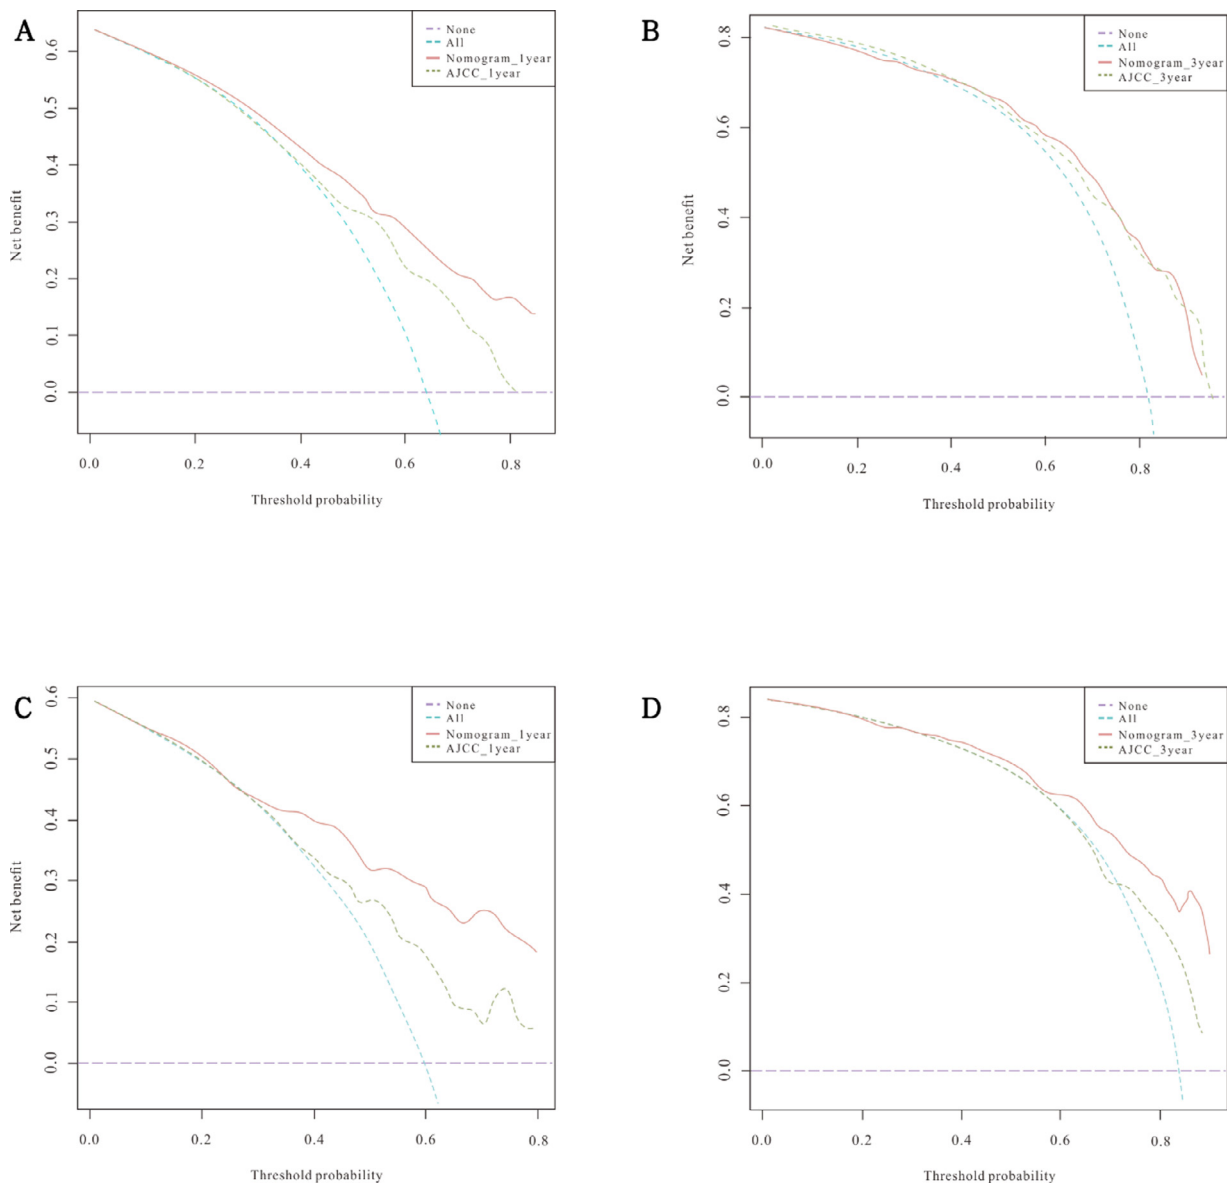 A
None
All
Nomogram_1year
AJCC_1year
0.6
0.5
0.4
0.3
0.2
0.1
0.0
Net benefit
0.0 0.2 0.4 0.6 0.8
Threshold probability
B
None
All
Nomogram_3year
AJCC_3year
0.8
0.6
0.4
0.2
0.0
Net benefit
0.0 0.2 0.4 0.6 0.8
Threshold probability
C
None
All
Nomogram_1year
AJCC_1year
0.6
0.5
0.4
0.3
0.2
0.1
0.0
Net benefit
0.0 0.2 0.4 0.6 0.8
Threshold probability
D
None
All
Nomogram_3year
AJCC_3year
0.8
0.6
0.4
0.2
0.0
0.0 0.2 0.4 0.6 0.8
Threshold probability